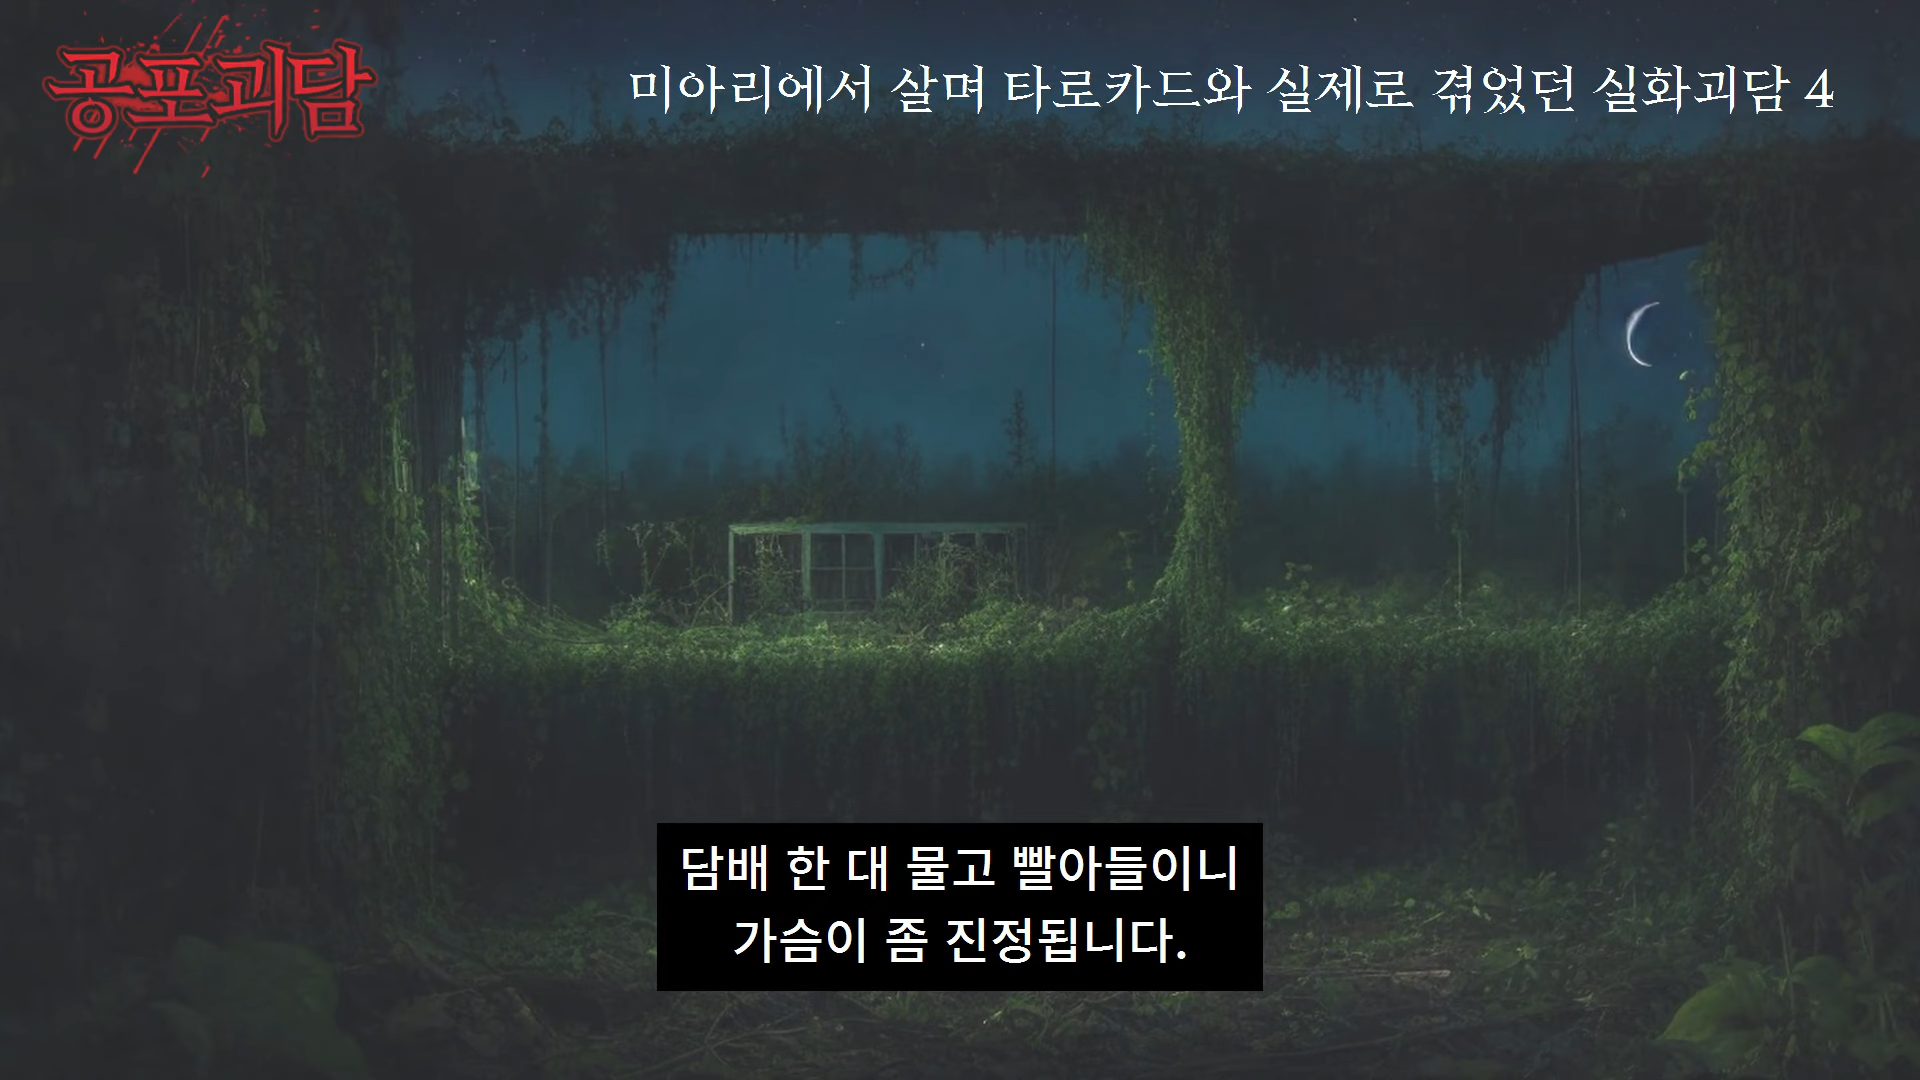 공포괴담
미아리에서 살며 타로카드와 실제로 겪었던 실화괴담 4
담배 한 대 물고 빨아들이니
가슴이 좀 진정됩니다.